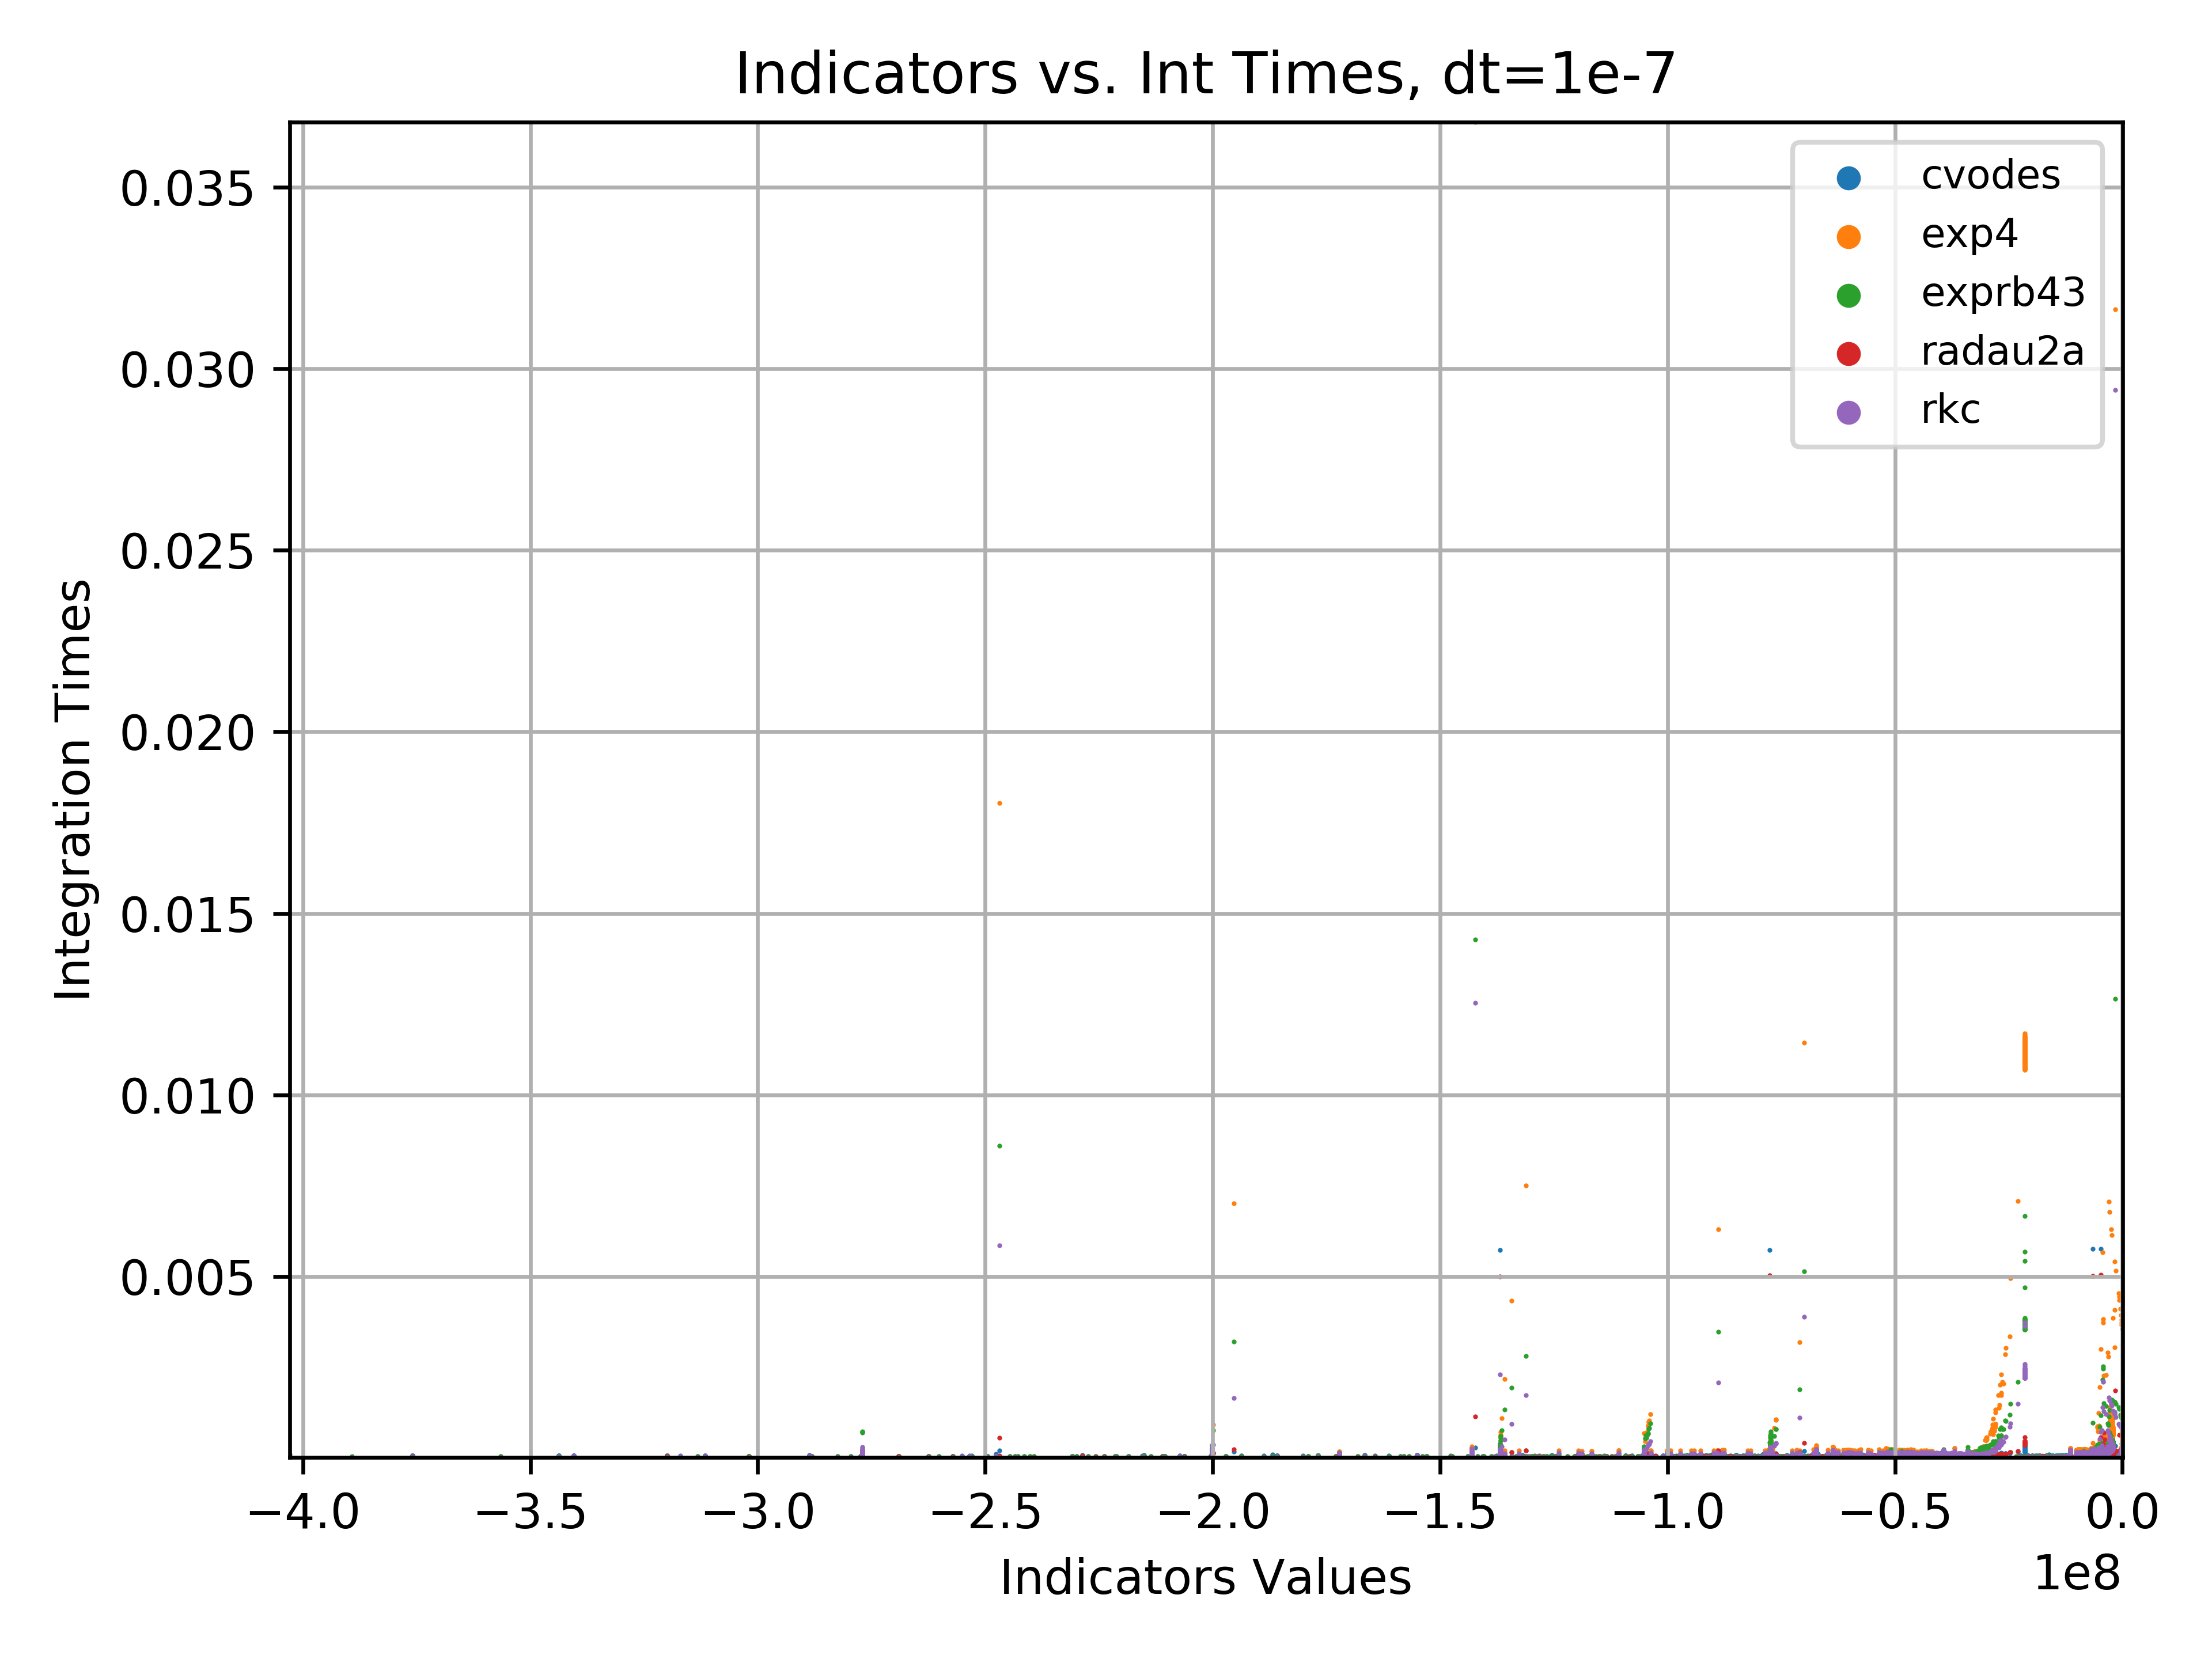 Indicators vs. Int Times, dt=1e-7
cvodes
exp4
exprb43
radau2a
rkc
Integration Times
0.035
0.030
0.025
0.020
0.015
0.010
0.005
−4.0 −3.5 −3.0 −2.5 −2.0 −1.5 −1.0 −0.5 0.0
1e8
Indicators Values